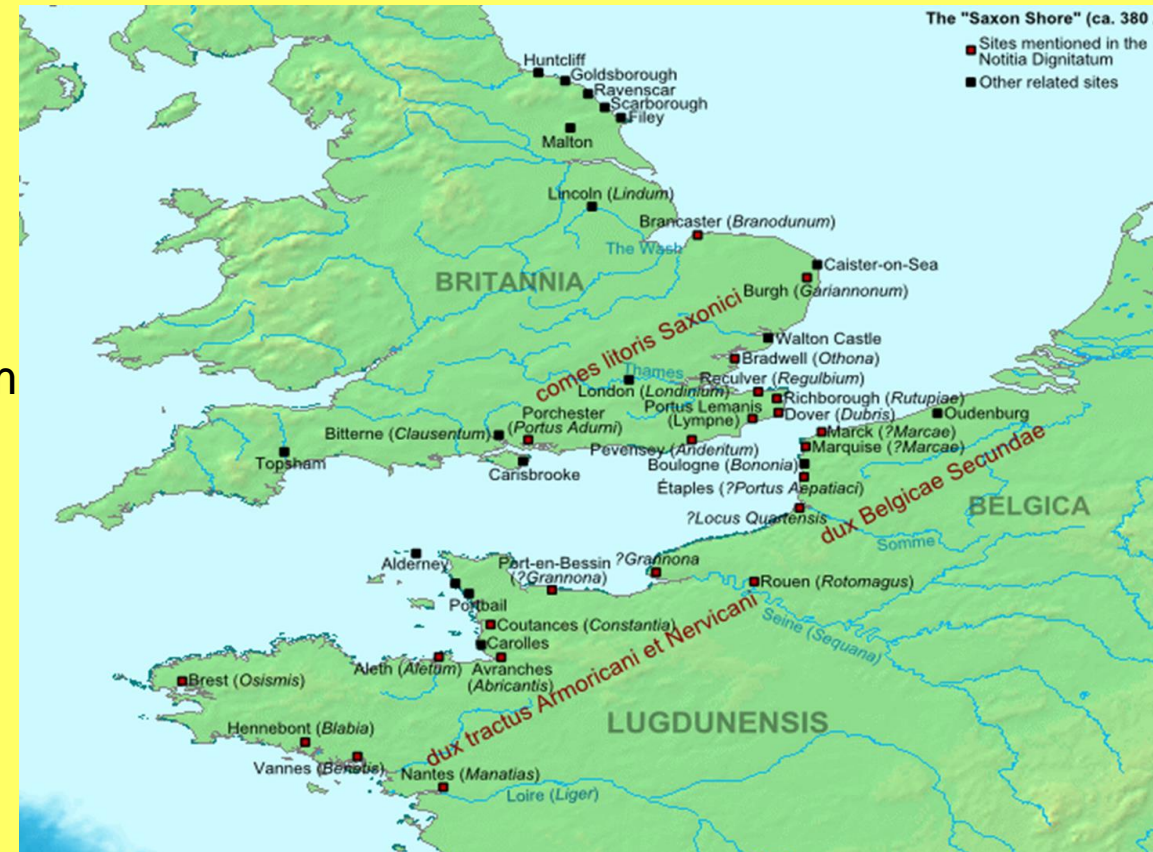 The "Saxon Shore" (ca. 380
Sites mentioned in the
Notitia Dignitatum
Other related sites
Huntcliff
Goldsborough
Ravenscar
Scarborough
Filey
Malton
Lincoln (Lindum)
Brancaster (Branodunum)
The Wash
Caister-on-Sea
BRITANNIA
Burgh (Gariannonum)
comes litoris Saxonici
Walton Castle
Bradwell (Othona)
Thames
Reculver (Regulbium)
London (Londinium)
Richborough (Rutupiae)
Portus Lemanis
(Lympne)
Dover (Dubris)
Oudenburg
Porchester
(Portus Adurni)
Bitterne (Clausentum)
Marck (?Marcae)
Pevensey (Anderitum)
Marquise (?Marcae)
Topsham
Boulogne (Bononia)
Carisbrooke
Étaples (?Portus Aepatiaci)
dux Belgicae Secundae
BELGICA
?Locus Quartensis
Somme
Alderney
Port-en-Bessin
(?Grannona)
?Grannona
Rouen (Rotomagus)
Portbail
Seine (Sequana)
Coutances (Constantia)
Carolles
Aleth (Aletum)
Avranches
(Abricantis)
Brest (Osismis)
dux tractus Armoricani et Nervicani
LUGDUNENSIS
Hennebont (Blabia)
Vannes (Benetis)
Nantes (Manatias)
Loire (Liger)